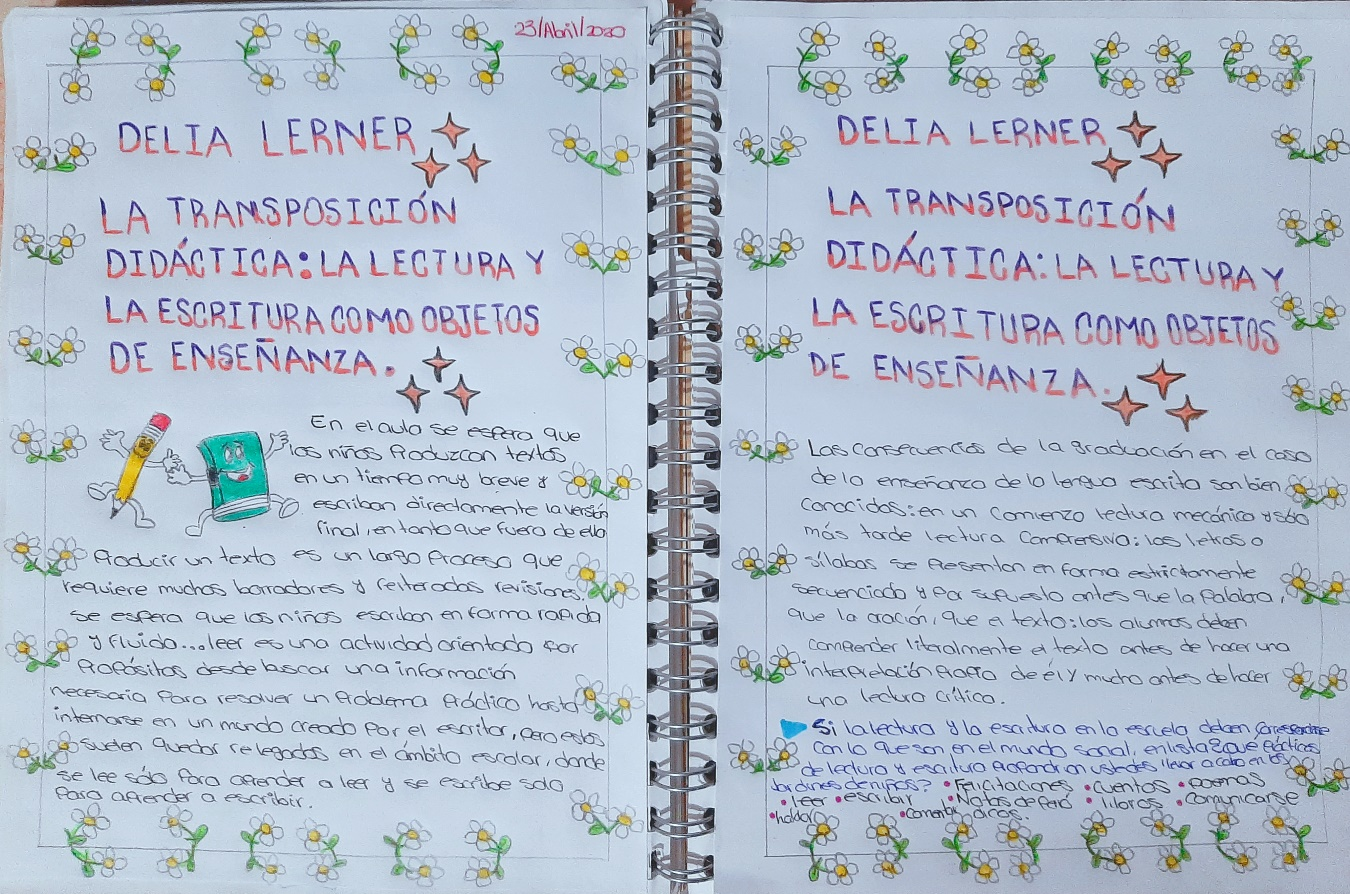 23/Abril/2020
DELIA LERNER
LA TRANSPOSICIÓN
DIDÁCTICA: LA LECTURA Y
LA ESCRITURA COMO OBJETOS
DE ENSEÑANZA.
En el aula se espera que
los niños Produzcan textos
en un tiempo muy breve y
escriban directamente la versión
final, en tanto que fuera de ella
Producir un texto es un largo Proceso que
requiere muchos borradores y reiteradas revisiones.
Se espera que los niños escriban en forma rapida
y fluida...leer es una actividad orientada por
Propósitos desde buscar una información
necesaria Para resolver un Problema Práctico hasta
internarse en un mundo creado Por el escritor, Pero estos
suelen quedar relegados en el ámbito escolar, donde
se lee sólo Para aprender a leer y se escribe solo
Para aprender a escribir.
DELIA LERNER
LA TRANSPOSICIÓN
DIDÁCTICA: LA LECTURA Y
LA ESCRITURA COMO OBJETOS
DE ENSEÑANZA.
Las consecuencias de la graduación en el caso
de la enseñanza de la lengua escrita son bien
conocidas: en un comienzo lectura mecánica y sólo
más tarde lectura comprensiva: las letras o
sílabas se Presentan en forma estrictamente
secuenciada y Por supuesto antes que la Palabra,
que la oración, que el texto: los alumnos deben
comprender literalmente el texto antes de hacer una
interpretación Propia de él y mucho antes de hacer
una lectura crítica.
Si la lectura y la escritura en la escuela deben
con lo que son en el mundo social, enlista que Prácticas
de lectura y escritura Propondrian ustedes llevar a cabo en los
Jardines de niños? • Felicitaciones • cuentos • poemas
• leer • escribir • Notas de • libros • Comunicarse
• hablar • Comentar